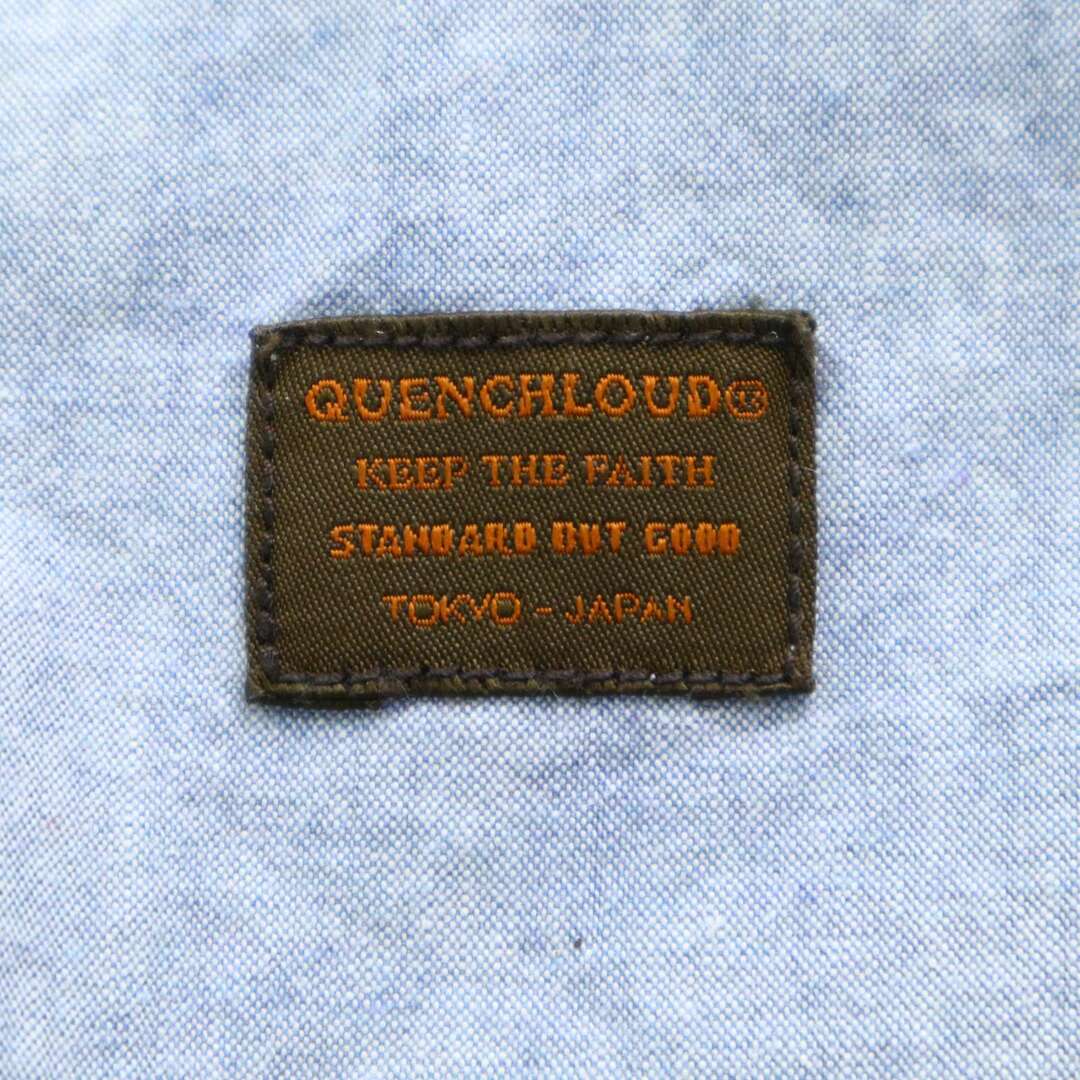 QUENCHLOUD
KEEP THE FAITH
STANDARD BUT GOOD
TOKYO - JAPAN